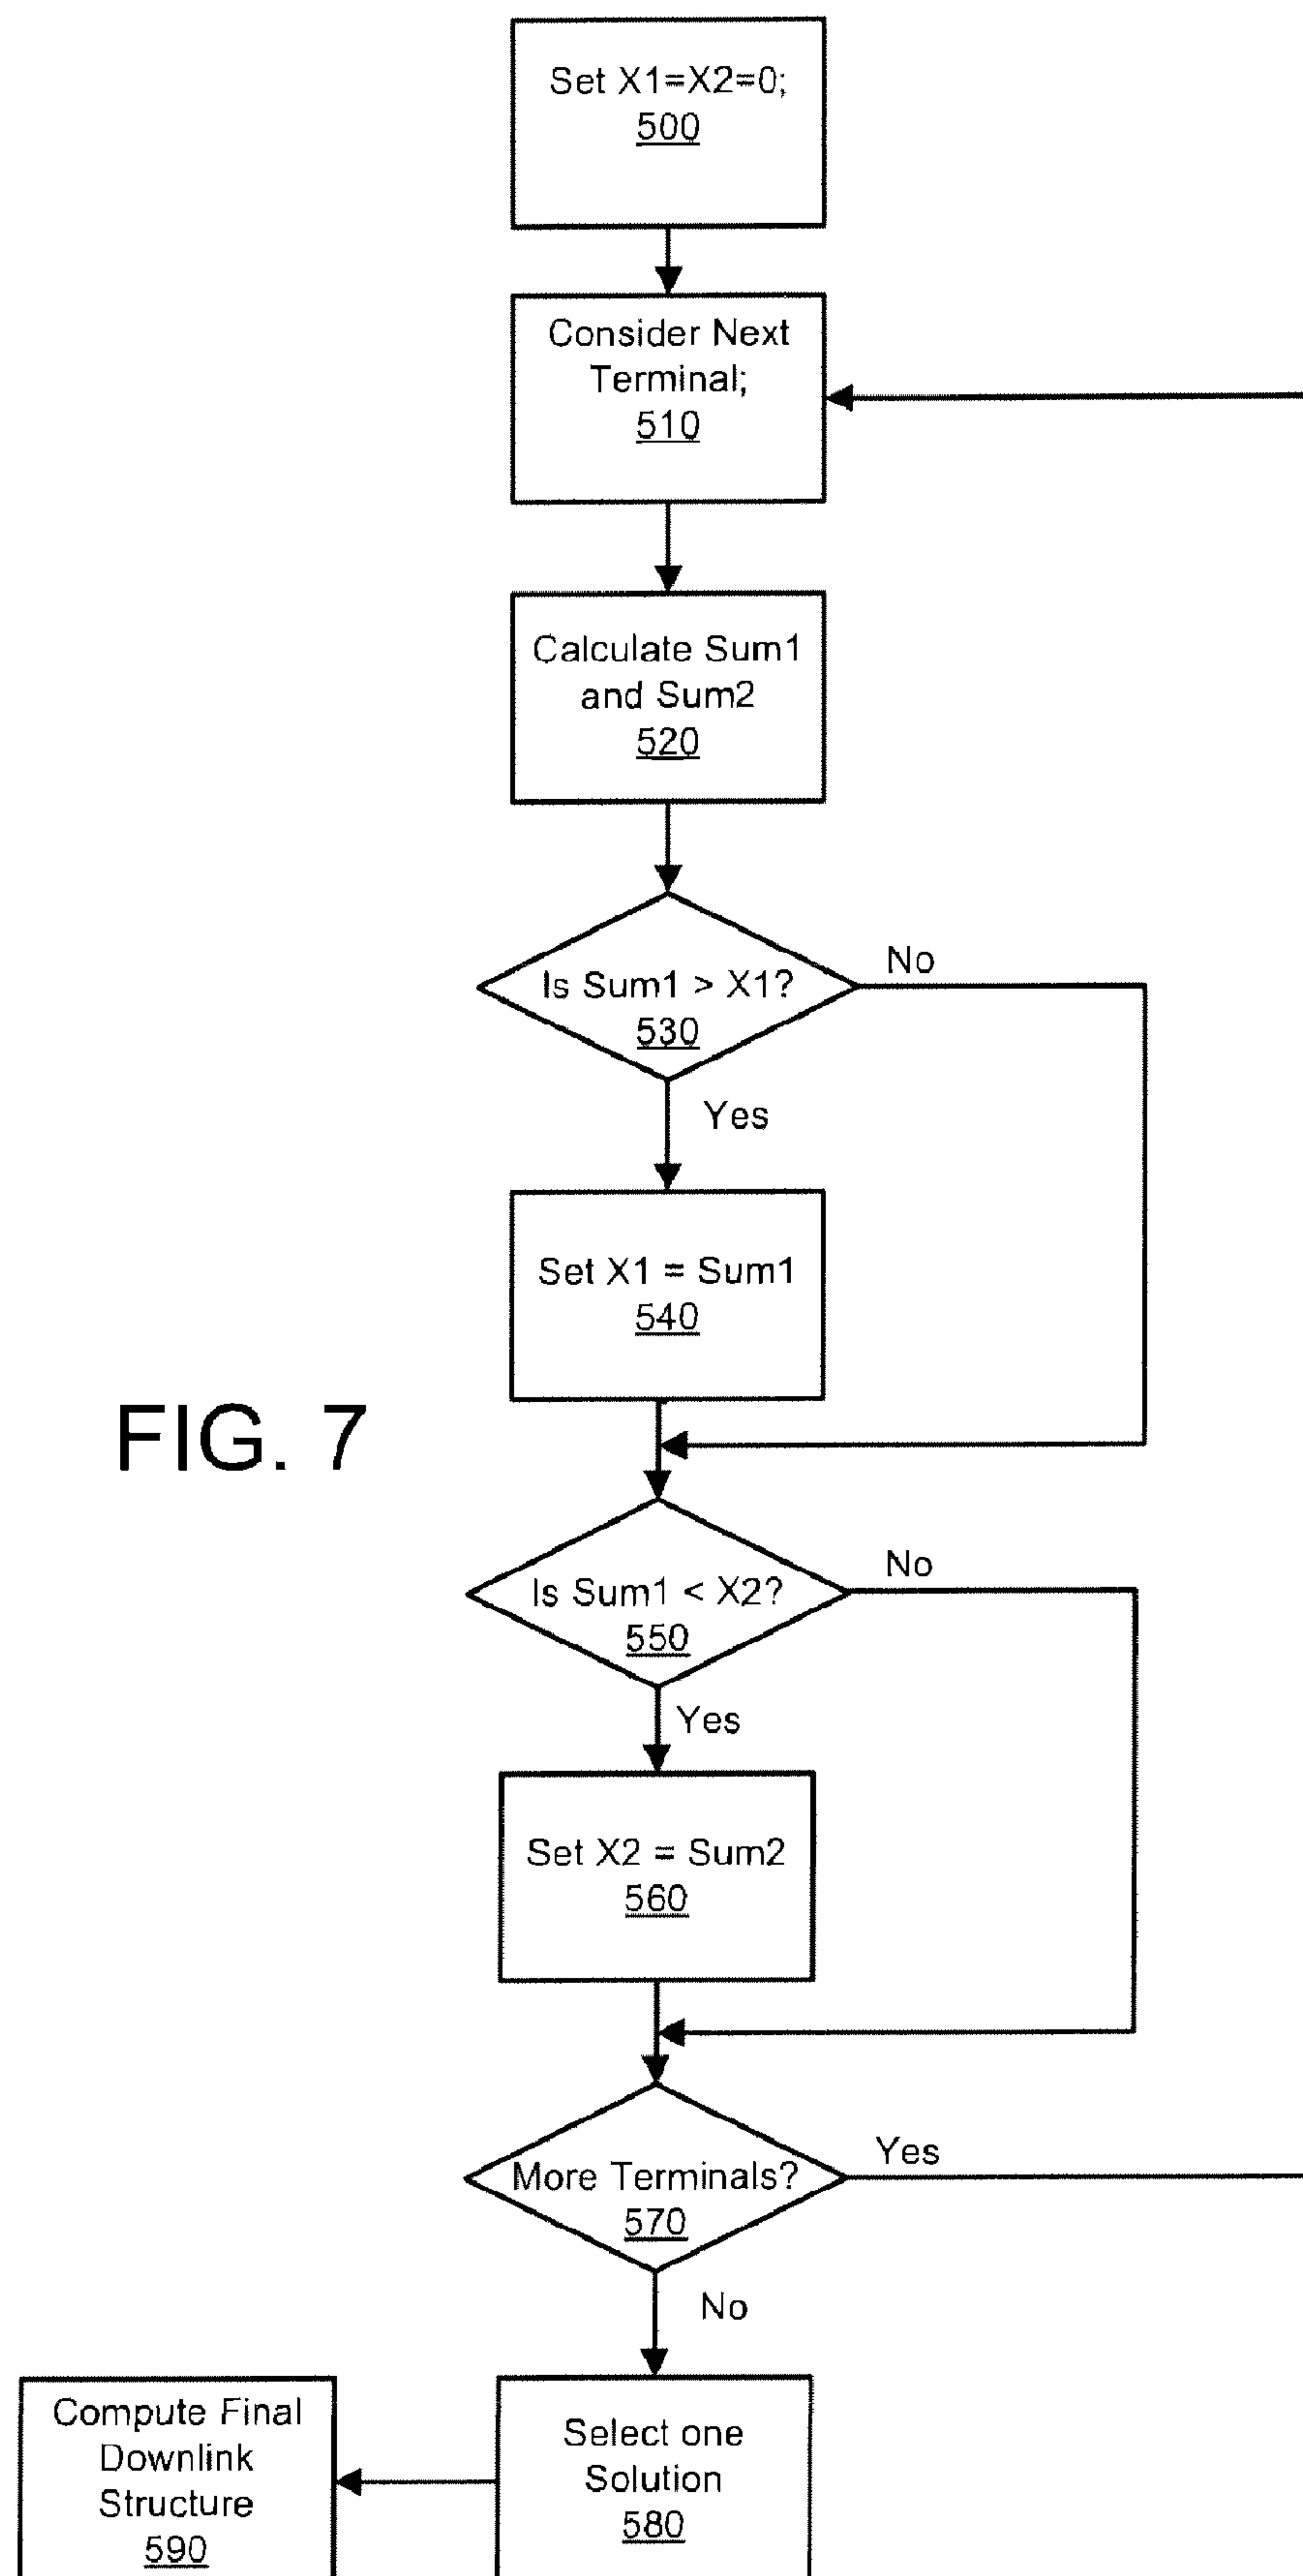 Set X1=X2=0;
500
Consider Next
Terminal;
510
Calculate Sum1
and Sum2
520
Is Sum1 > X1?
530
No
Yes
Set X1 = Sum1
540
FIG. 7
Is Sum1 < X2?
550
No
Yes
Set X2 = Sum2
560
More Terminals?
570
Yes
No
Select one
Solution
580
Compute Final
Downlink
Structure
590